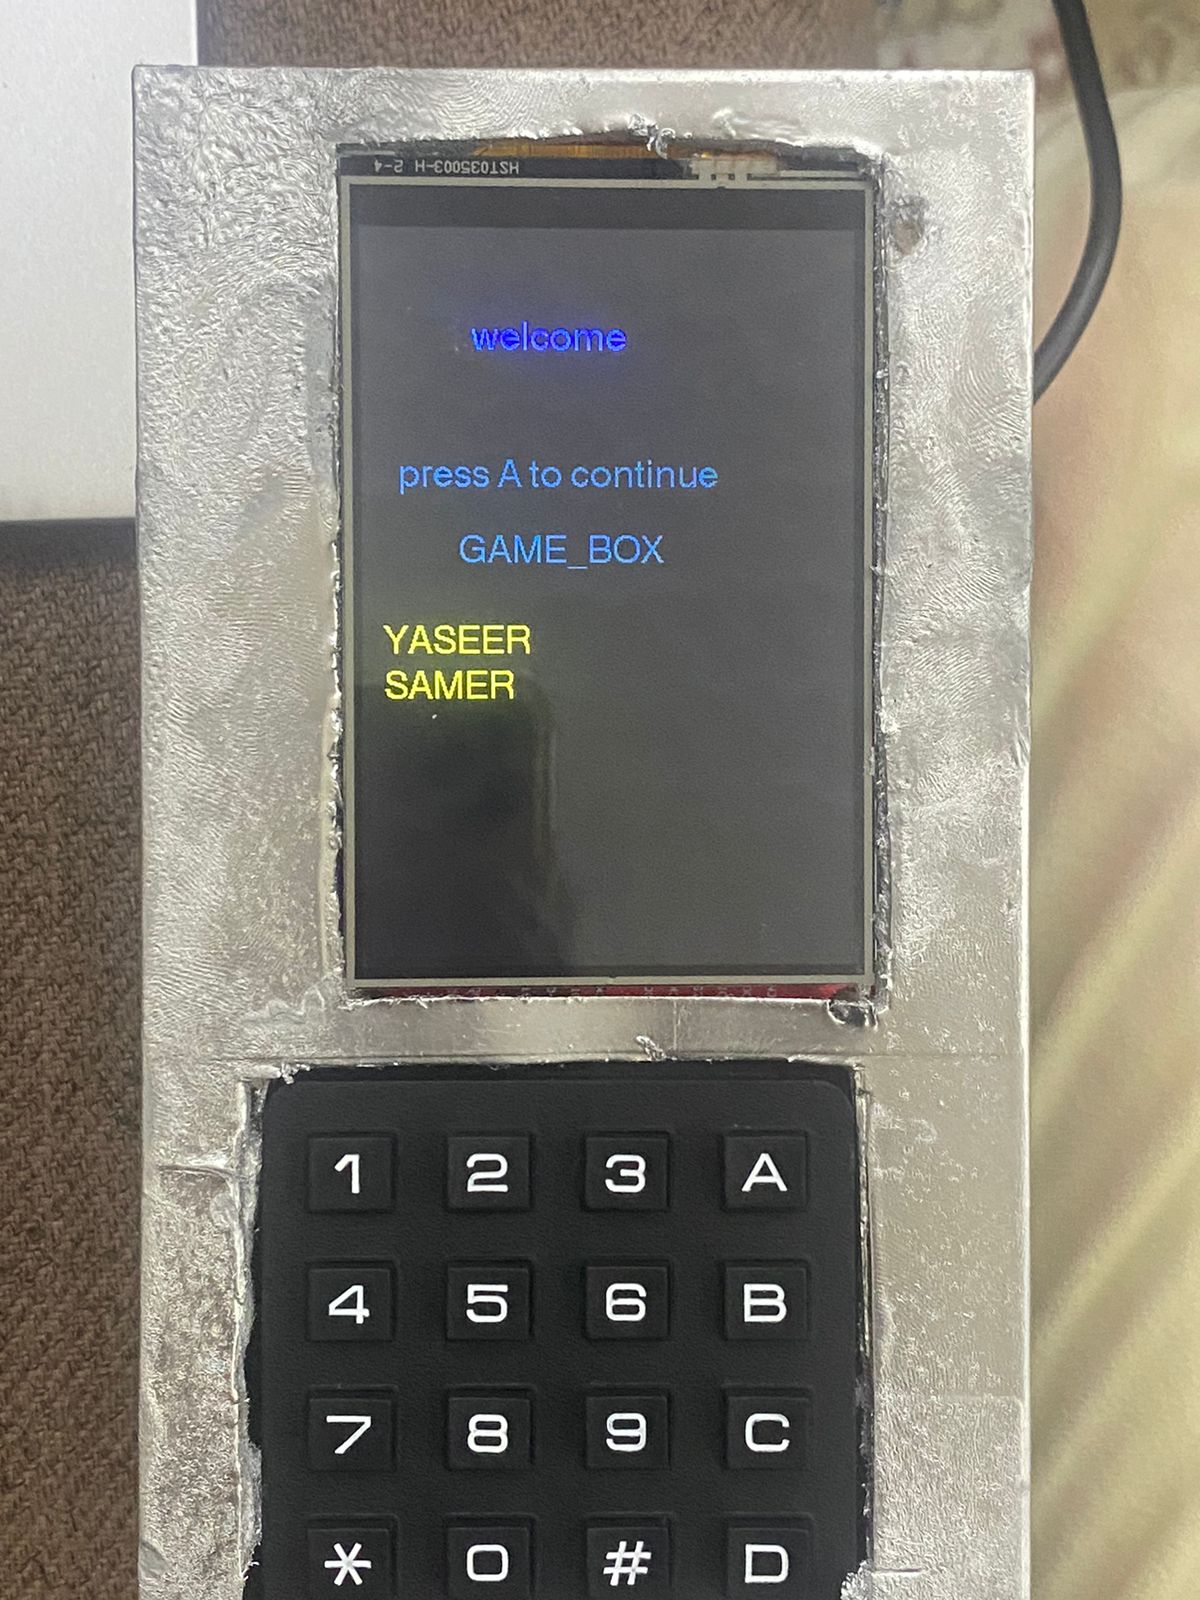 HST035003-H 2-4
welcome
press A to continue
GAME_BOX
YASEER
SAMER
1 2 3 A
4 5 6 B
7 8 9 C
* 0 # D